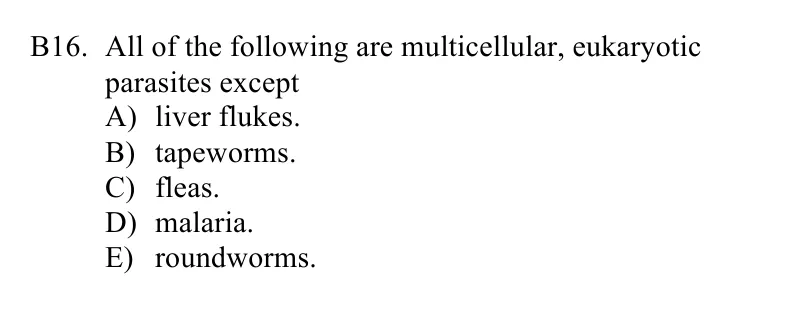 B16. All of the following are multicellular, eukaryotic
parasites except
A) liver flukes.
B) tapeworms.
C) fleas.
D) malaria.
E) roundworms.